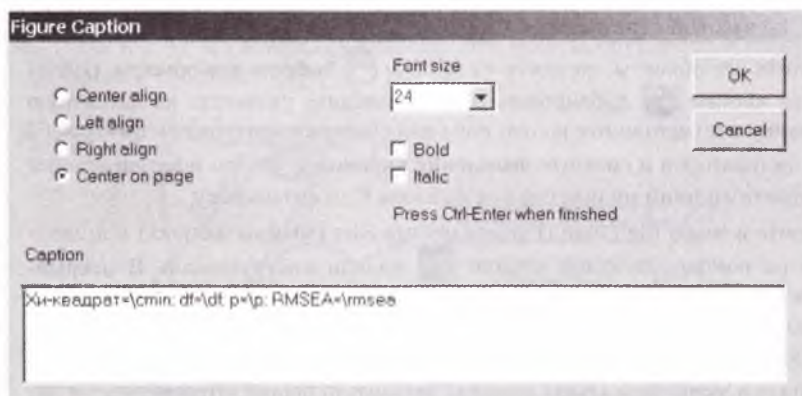 Figure Caption
Center align
Left align
Right align
Center on page
Font size
24
Bold
Italic
Press Ctrl-Enter when finished
OK
Cancel
Caption
Хи-квадрат=\cmin; df=\df; p=\p; RMSEA=\rmsea